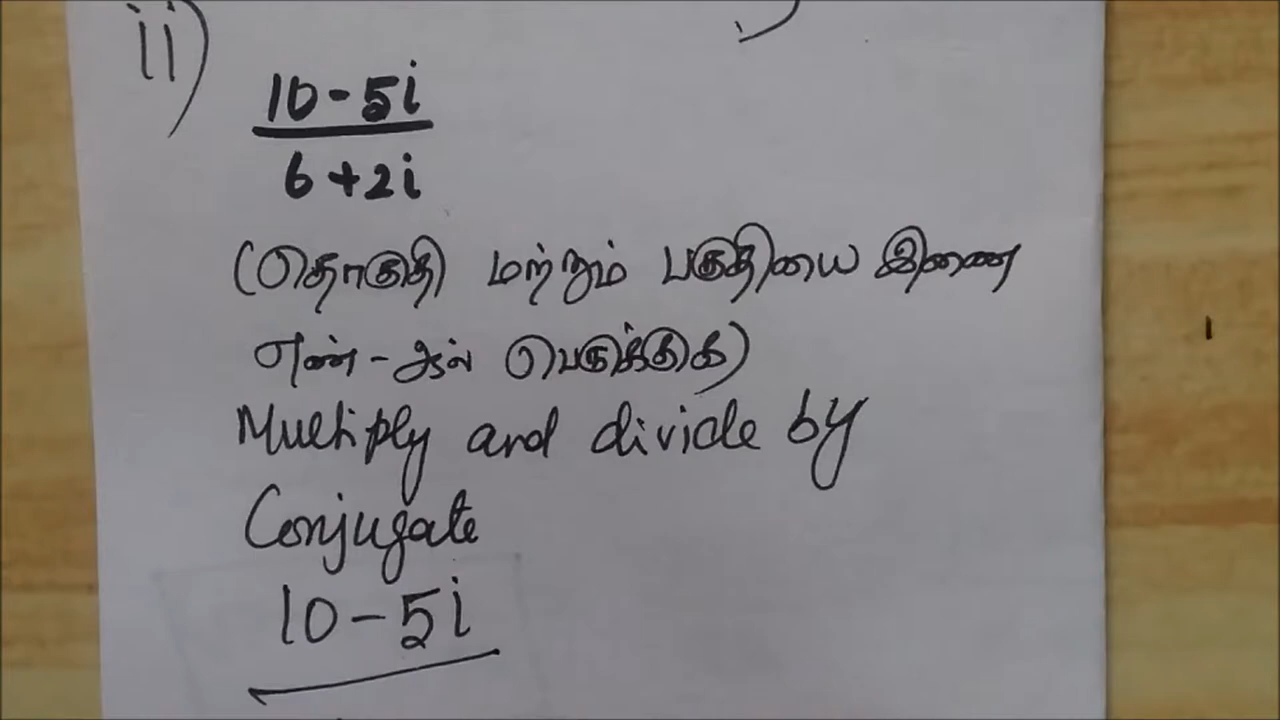 ii)
10-5i
6+2i
(தொகுதி மற்றும் பகுதியை இணை
எண்-ஆல் பெருக்குக)
Multiply and divide by
Conjugate
10-5i